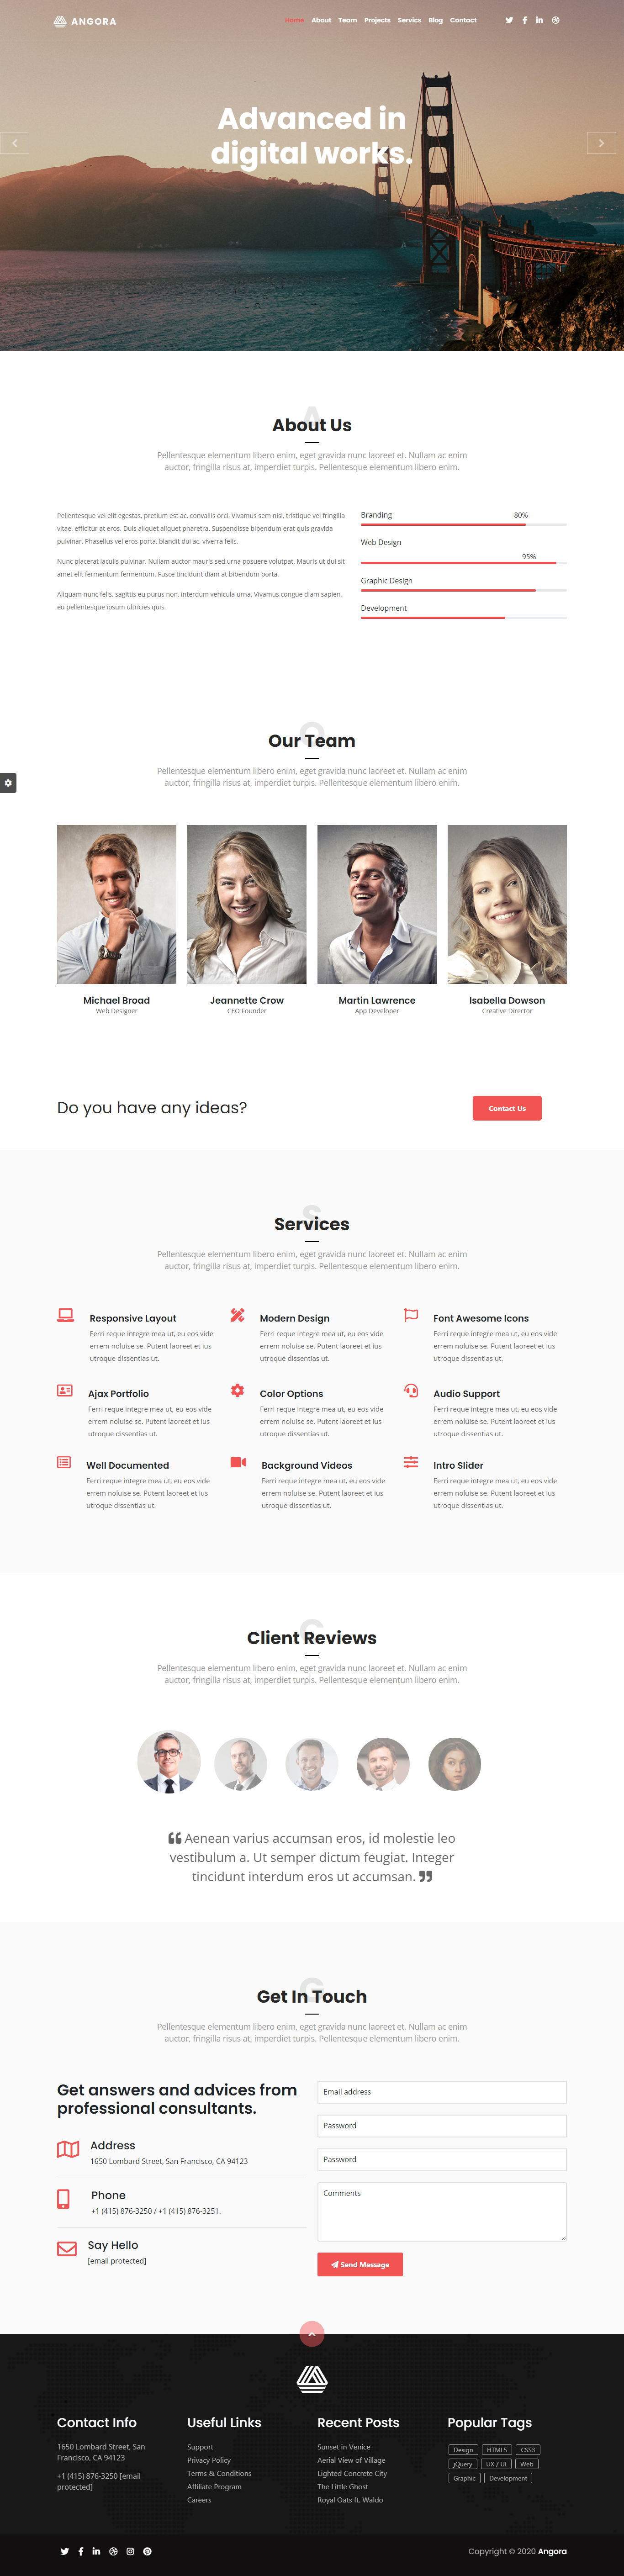 ANGORA
Home About Team Projects Servics Blog Contact
Advanced in
digital works.
A
About Us
Pellentesque elementum libero enim, eget gravida nunc laoreet et. Nullam ac enim
auctor, fringilla risus at, imperdiet turpis. Pellentesque elementum libero enim.
Pellentesque vel elit egestas, pretium est ac, convallis orci. Vivamus sem nisl, tristique vel fringilla
vitae, efficitur at eros. Duis aliquet aliquet pharetra. Suspendisse bibendum erat quis gravida
pulvinar. Phasellus vel eros porta, blandit dui ac, viverra felis.
Nunc placerat iaculis pulvinar. Nullam auctor mauris sed urna posuere volutpat. Mauris ut dui sit
amet elit fermentum fermentum. Fusce tincidunt diam at bibendum porta.
Aliquam nunc felis, sagittis eu purus non, interdum vehicula urna. Vivamus congue diam sapien,
eu pellentesque ipsum ultricies quis.
Branding 80%
Web Design
95%
Graphic Design
Development
O
Our Team
Pellentesque elementum libero enim, eget gravida nunc laoreet et. Nullam ac enim
auctor, fringilla risus at, imperdiet turpis. Pellentesque elementum libero enim.
Michael Broad
Web Designer
Jeannette Crow
CEO Founder
Martin Lawrence
App Developer
Isabella Dowson
Creative Director
Do you have any ideas?
Contact Us
S
Services
Pellentesque elementum libero enim, eget gravida nunc laoreet et. Nullam ac enim
auctor, fringilla risus at, imperdiet turpis. Pellentesque elementum libero enim.
Responsive Layout
Ferri reque integre mea ut, eu eos vide
errem noluise se. Putent laoreet et ius
utroque dissentias ut.
Modern Design
Ferri reque integre mea ut, eu eos vide
errem noluise se. Putent laoreet et ius
utroque dissentias ut.
Font Awesome Icons
Ferri reque integre mea ut, eu eos vide
errem noluise se. Putent laoreet et ius
utroque dissentias ut.
Ajax Portfolio
Ferri reque integre mea ut, eu eos vide
errem noluise se. Putent laoreet et ius
utroque dissentias ut.
Color Options
Ferri reque integre mea ut, eu eos vide
errem noluise se. Putent laoreet et ius
utroque dissentias ut.
Audio Support
Ferri reque integre mea ut, eu eos vide
errem noluise se. Putent laoreet et ius
utroque dissentias ut.
Well Documented
Ferri reque integre mea ut, eu eos vide
errem noluise se. Putent laoreet et ius
utroque dissentias ut.
Background Videos
Ferri reque integre mea ut, eu eos vide
errem noluise se. Putent laoreet et ius
utroque dissentias ut.
Intro Slider
Ferri reque integre mea ut, eu eos vide
errem noluise se. Putent laoreet et ius
utroque dissentias ut.
C
Client Reviews
Pellentesque elementum libero enim, eget gravida nunc laoreet et. Nullam ac enim
auctor, fringilla risus at, imperdiet turpis. Pellentesque elementum libero enim.
Aenean varius accumsan eros, id molestie leo
vestibulum a. Ut semper dictum feugiat. Integer
tincidunt interdum eros ut accumsan.
G
Get In Touch
Pellentesque elementum libero enim, eget gravida nunc laoreet et. Nullam ac enim
auctor, fringilla risus at, imperdiet turpis. Pellentesque elementum libero enim.
Get answers and advices from
professional consultants.
Address
1650 Lombard Street, San Francisco, CA 94123
Phone
+1 (415) 876-3250 / +1 (415) 876-3251.
Say Hello
[email protected]
Email address
Password
Password
Comments
Send Message
Contact Info
1650 Lombard Street, San
Francisco, CA 94123
+1 (415) 876-3250 [email
protected]
Useful Links
Support
Privacy Policy
Terms & Conditions
Affiliate Program
Careers
Recent Posts
Sunset in Venice
Aerial View of Village
Lighted Concrete City
The Little Ghost
Royal Oats ft. Waldo
Popular Tags
Design HTML5 CSS3
jQuery UX / UI Web
Graphic Development
Copyright © 2020 Angora